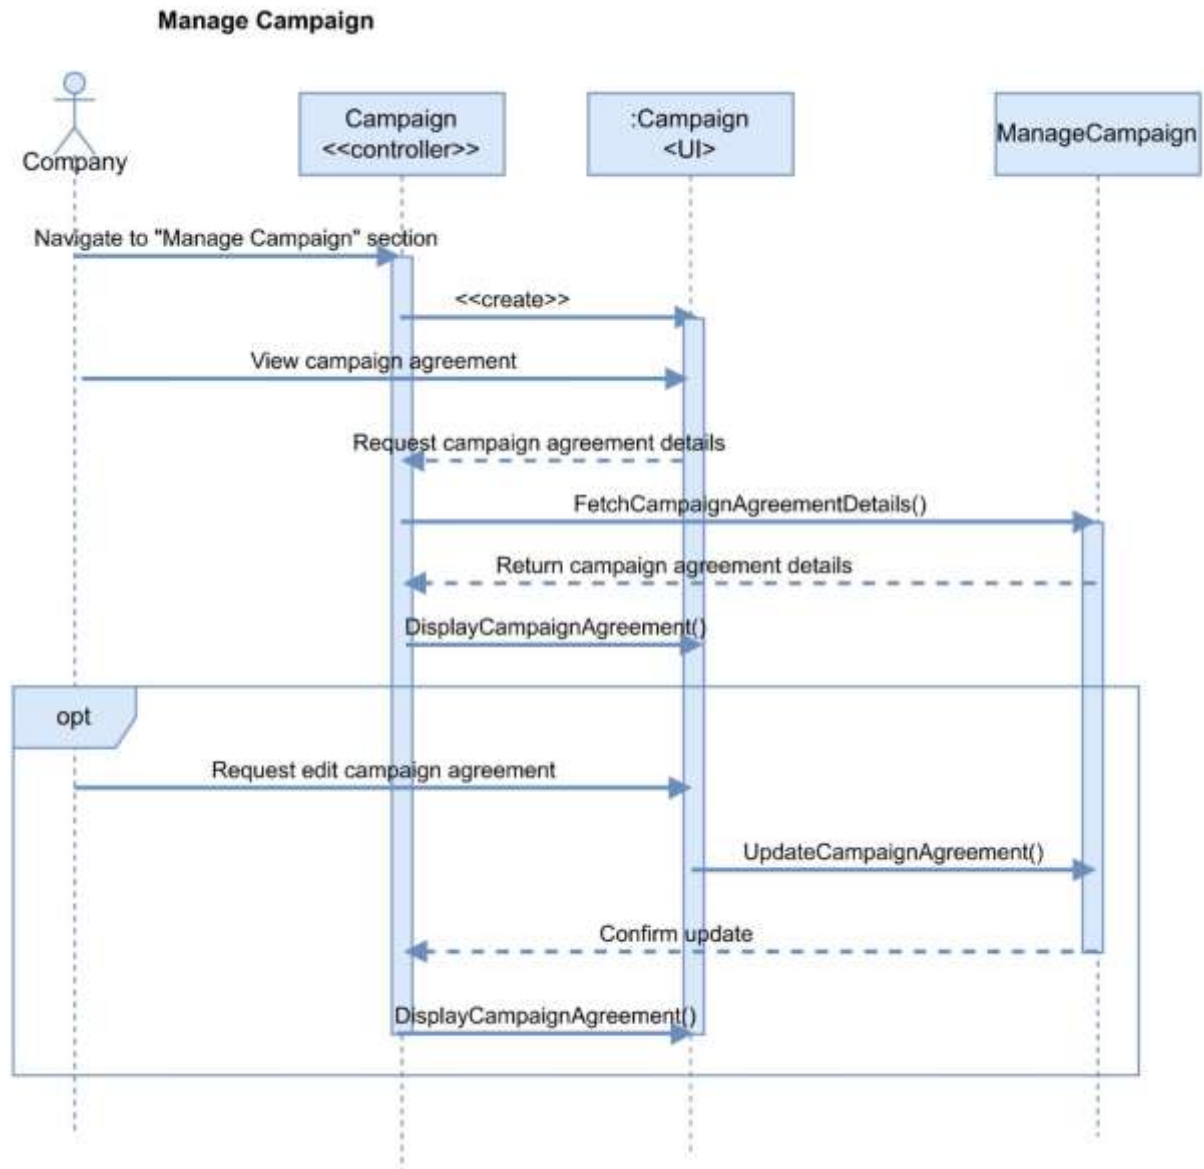 Manage Campaign
Company
Campaign
<<controller>>
:Campaign
<UI>
ManageCampaign
Navigate to "Manage Campaign" section
<<create>>
View campaign agreement
Request campaign agreement details
FetchCampaignAgreementDetails()
Return campaign agreement details
DisplayCampaignAgreement()
opt
Request edit campaign agreement
UpdateCampaignAgreement()
Confirm update
DisplayCampaignAgreement()